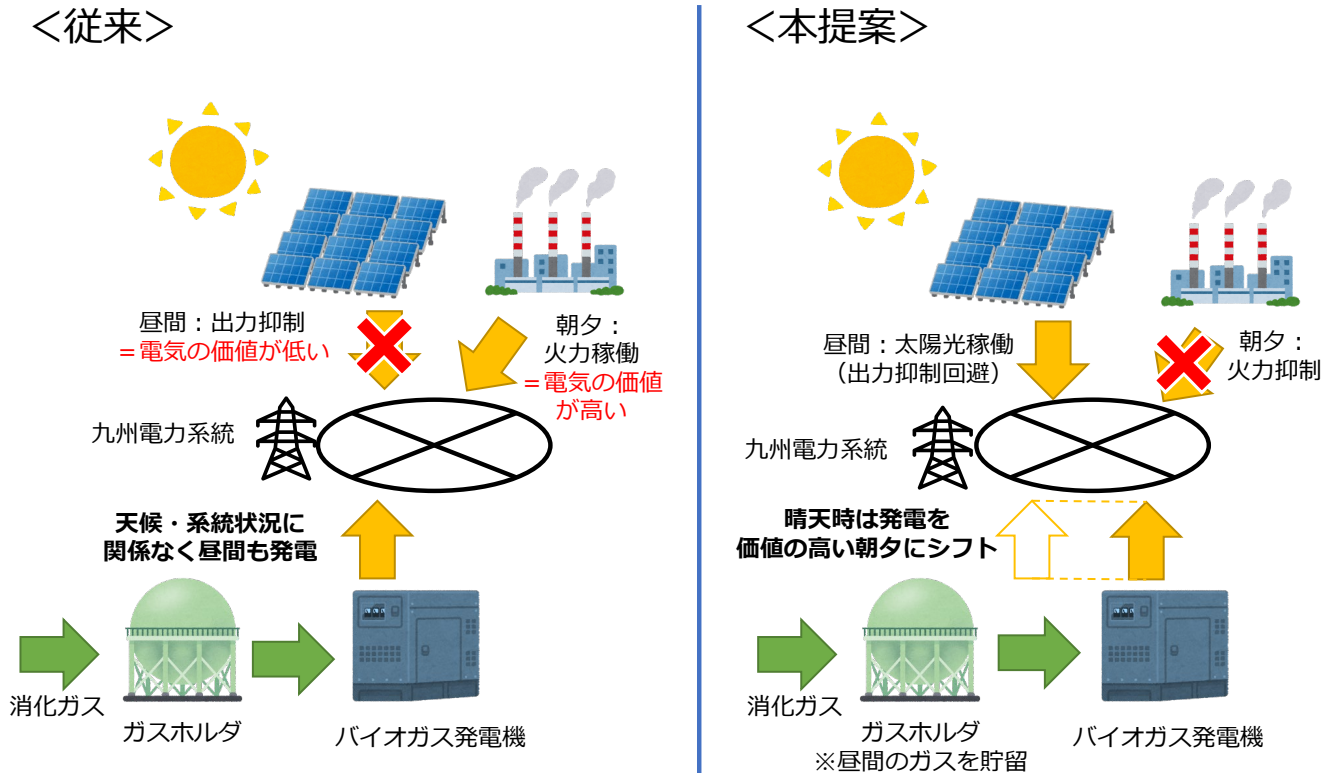 ＜従来＞
昼間：出力抑制
＝電気の価値が低い
朝夕：
火力稼働
＝電気の価値
が高い
九州電力系統
天候・系統状況に
関係なく昼間も発電
消化ガス
ガスホルダ
バイオガス発電機
＜本提案＞
昼間：太陽光稼働
（出力抑制回避）
朝夕：
火力抑制
九州電力系統
晴天時は発電を
価値の高い朝夕にシフト
消化ガス
ガスホルダ
※昼間のガスを貯留
バイオガス発電機